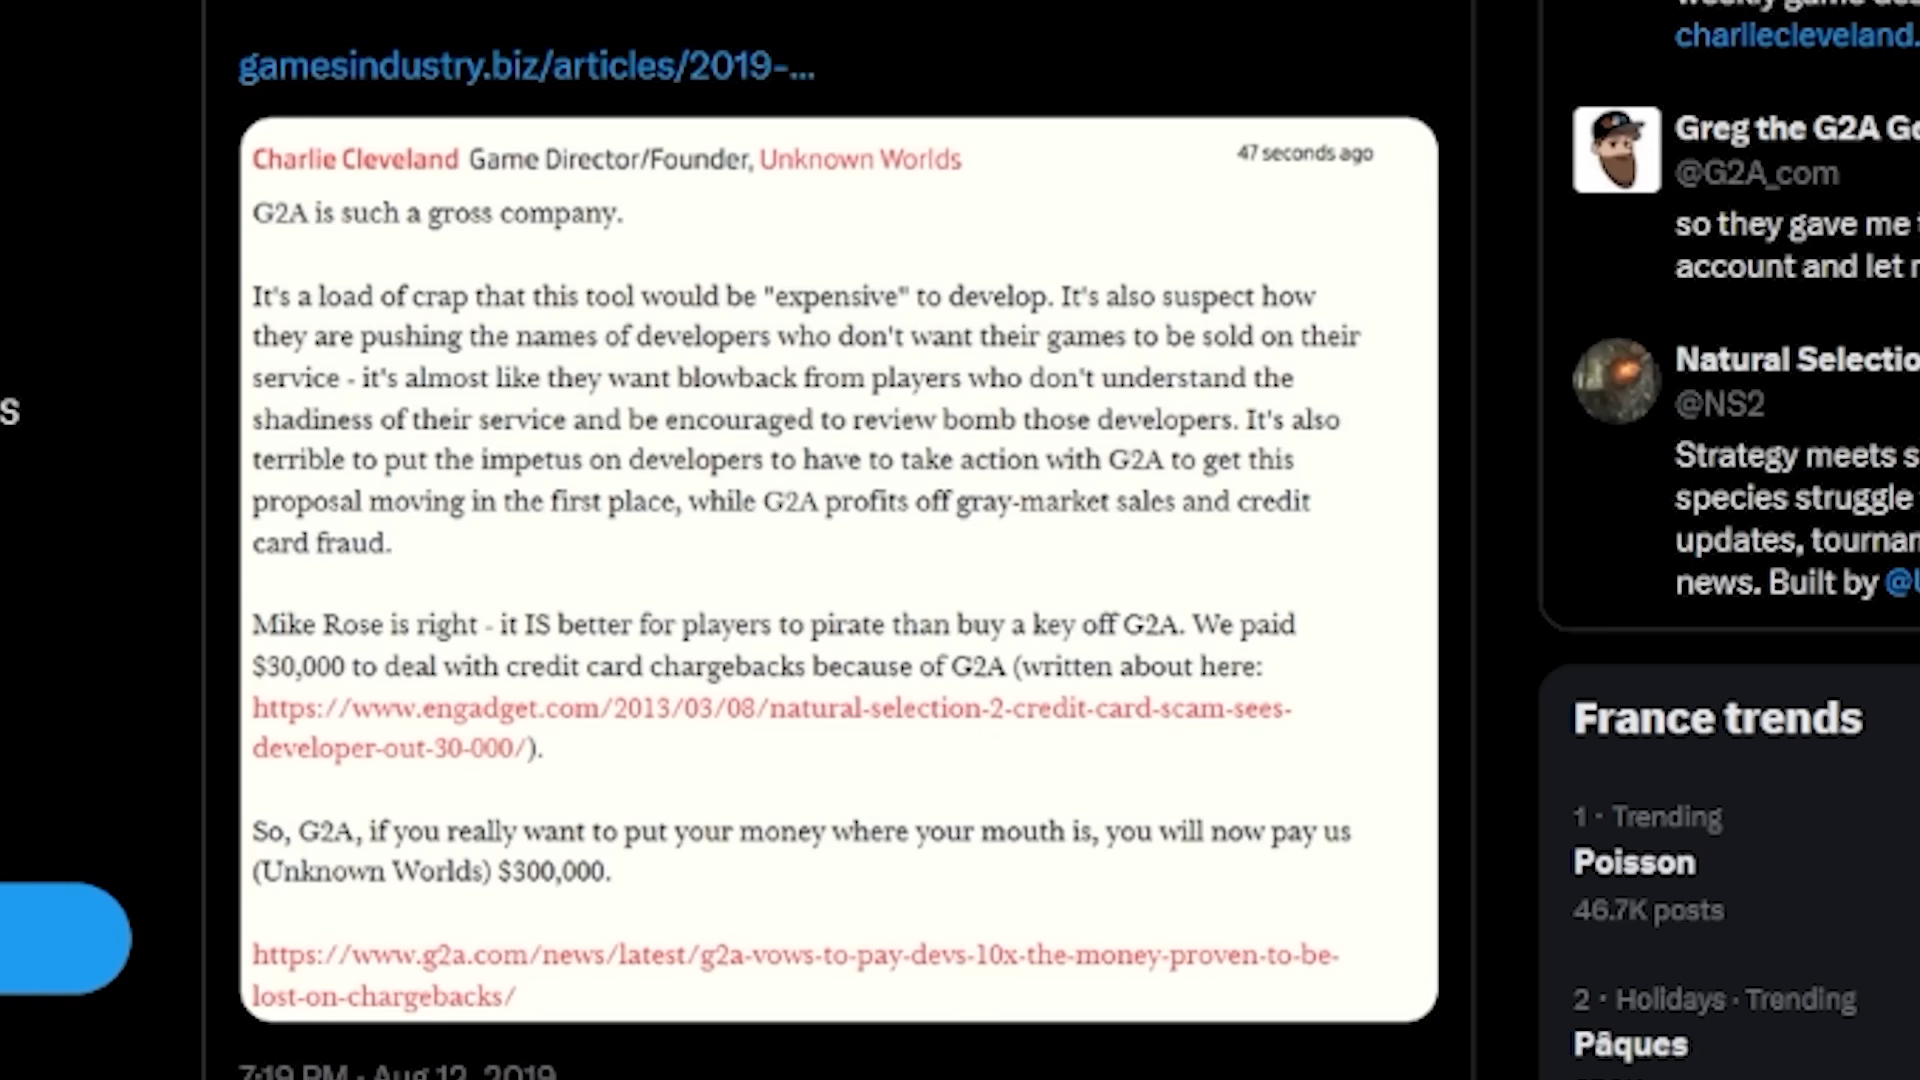 gamesindustry.biz/articles/2019-...
Charlie Cleveland Game Director/Founder, Unknown Worlds
47 seconds ago
G2A is such a gross company.
It's a load of crap that this tool would be "expensive" to develop. It's also suspect how
they are pushing the names of developers who don't want their games to be sold on their
service - it's almost like they want blowback from players who don't understand the
shadiness of their service and be encouraged to review bomb those developers. It's also
terrible to put the impetus on developers to have to take action with G2A to get this
proposal moving in the first place, while G2A profits off gray-market sales and credit
card fraud.
Mike Rose is right - it IS better for players to pirate than buy a key off G2A. We paid
$30,000 to deal with credit card chargebacks because of G2A (written about here:
https://www.engadget.com/2013/03/08/natural-selection-2-credit-card-scam-sees-
developer-out-30-000/).
So, G2A, if you really want to put your money where your mouth is, you will now pay us
(Unknown Worlds) $300,000.
https://www.g2a.com/news/latest/g2a-vows-to-pay-devs-10x-the-money-proven-to-be-
lost-on-chargebacks/
7:19 PM · Aug 12, 2019
s
weekly game
charliecleveland.
Greg the G2A
@G2A_com
so they gave me
account and let
Natural Selectio
@NS2
Strategy meets s
species struggle
updates, tournam
news. Built by
France trends
1 · Trending
Poisson
46.7K posts
2 · Holidays · Trending
Pâques